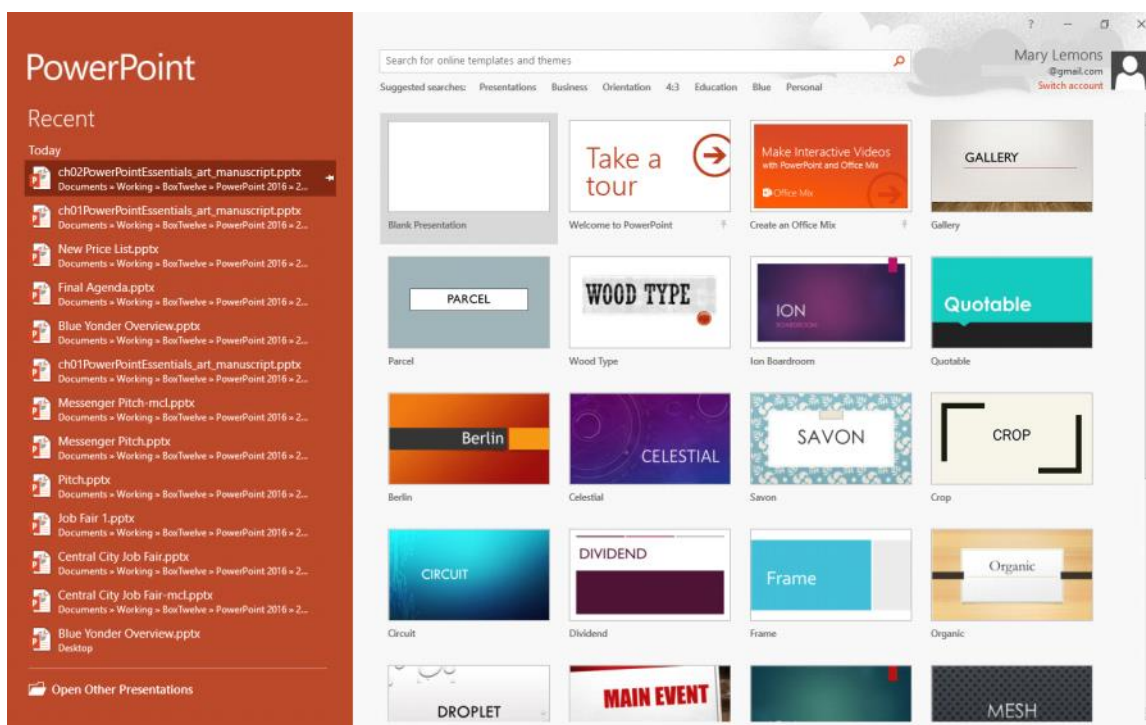 PowerPoint
Recent
Today
ch02PowerPointEssentials_art_manuscript.pptx
Documents » Working » BoxTwelve » PowerPoint 2016 » 2...
ch01PowerPointEssentials_art_manuscript.pptx
Documents » Working » BoxTwelve » PowerPoint 2016 » 2...
New Price List.pptx
Documents » Working » BoxTwelve » PowerPoint 2016 » 2...
Final Agenda.pptx
Documents » Working » BoxTwelve » PowerPoint 2016 » 2...
Blue Yonder Overview.pptx
Documents » Working » BoxTwelve » PowerPoint 2016 » 2...
ch01PowerPointEssentials_art_manuscript.pptx
Documents » Working » BoxTwelve » PowerPoint 2016 » 2...
Messenger Pitch-mcl.pptx
Documents » Working » BoxTwelve » PowerPoint 2016 » 2...
Messenger Pitch.pptx
Documents » Working » BoxTwelve » PowerPoint 2016 » 2...
Pitch.pptx
Documents » Working » BoxTwelve » PowerPoint 2016 » 2...
Job Fair 1.pptx
Documents » Working » BoxTwelve » PowerPoint 2016 » 2...
Central City Job Fair.pptx
Documents » Working » BoxTwelve » PowerPoint 2016 » 2...
Central City Job Fair-mcl.pptx
Documents » Working » BoxTwelve » PowerPoint 2016 » 2...
Blue Yonder Overview.pptx
Desktop
Open Other Presentations
?
Search for online templates and themes
Mary Lemons
@gmail.com
Switch account
Suggested searches: Presentations Business Orientation 4:3 Education Blue Personal
Take a
tour
Make Interactive Videos
with PowerPoint and Office Mix
Office Mix
GALLERY
Blank Presentation
Welcome to PowerPoint
Create an Office Mix
Gallery
PARCEL
WOOD TYPE
ION
BOARDROOM
Quotable
Parcel
Wood Type
Ion Boardroom
Quotable
Berlin
CELESTIAL
SAVON
CROP
Berlin
Celestial
Savon
Crop
CIRCUIT
DIVIDEND
Frame
Organic
Circuit
Dividend
Frame
Organic
DROPLET
MAIN EVENT
MESH